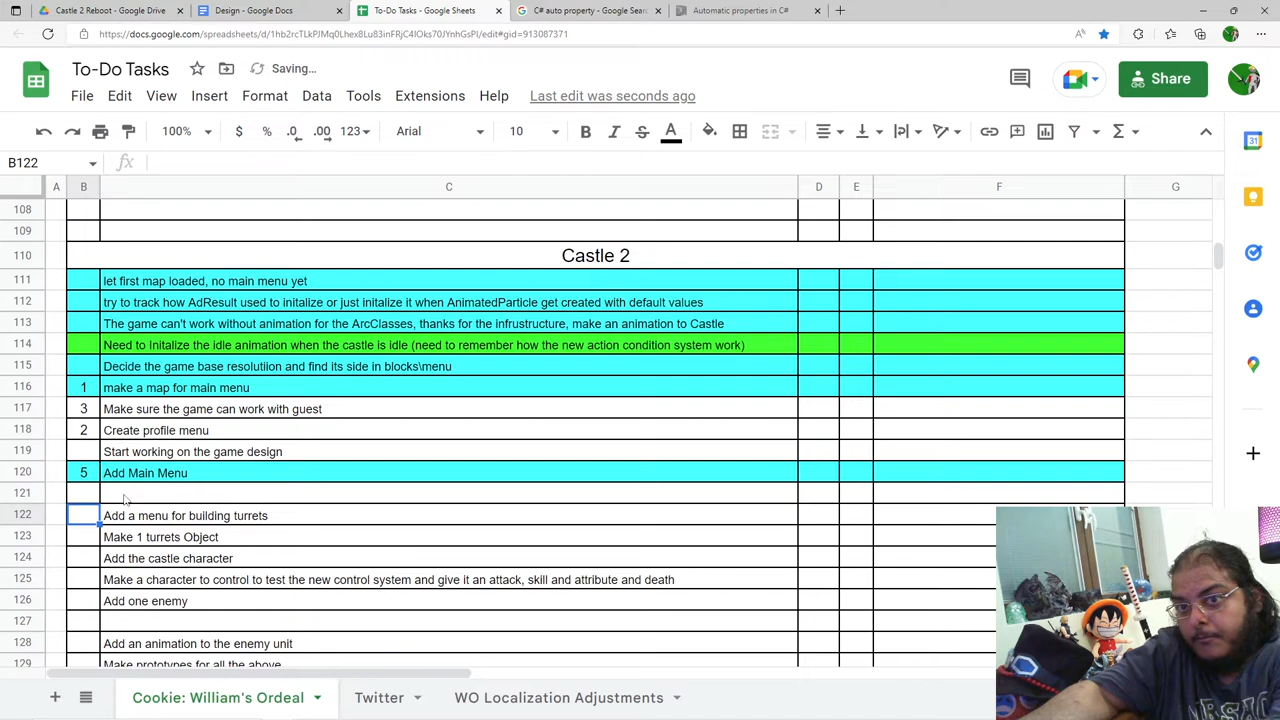 Castle 2 Reboot - Google Drive
Design - Google Docs
To-Do Tasks - Google Sheets
C# auto property - Google Searc
Automatic properties in C#
https://docs.google.com/spreadsheets/d/1hb2rcTLkPJMq0Lhex8Lu83inFRjC4IOks70JYnhGsPI/edit#gid=913087371
To-Do Tasks
Saving...
Share
File Edit View Insert Format Data Tools Extensions Help Last edit was seconds ago
100% $ % .0 .00 123 Arial 10 B I S A
B122
fx
A B C D E F G
108
109
110 Castle 2
111 let first map loaded, no main menu yet
112 try to track how AdResult used to initalize or just initalize it when AnimatedParticle get created with default values
113 The game can't work without animation for the ArcClasses, thanks for the infrustructure, make an animation to Castle
114 Need to Initalize the idle animation when the castle is idle (need to remember how the new action condition system work)
115 Decide the game base resolutiion and find its side in blocks\menu
116 1 make a map for main menu
117 3 Make sure the game can work with guest
118 2 Create profile menu
119 Start working on the game design
120 5 Add Main Menu
121
122 Add a menu for building turrets
123 Make 1 turrets Object
124 Add the castle character
125 Make a character to control to test the new control system and give it an attack, skill and attribute and death
126 Add one enemy
127
128 Add an animation to the enemy unit
129 Make prototypes for all the above
Cookie: William's Ordeal
Twitter
WO Localization Adjustments
31